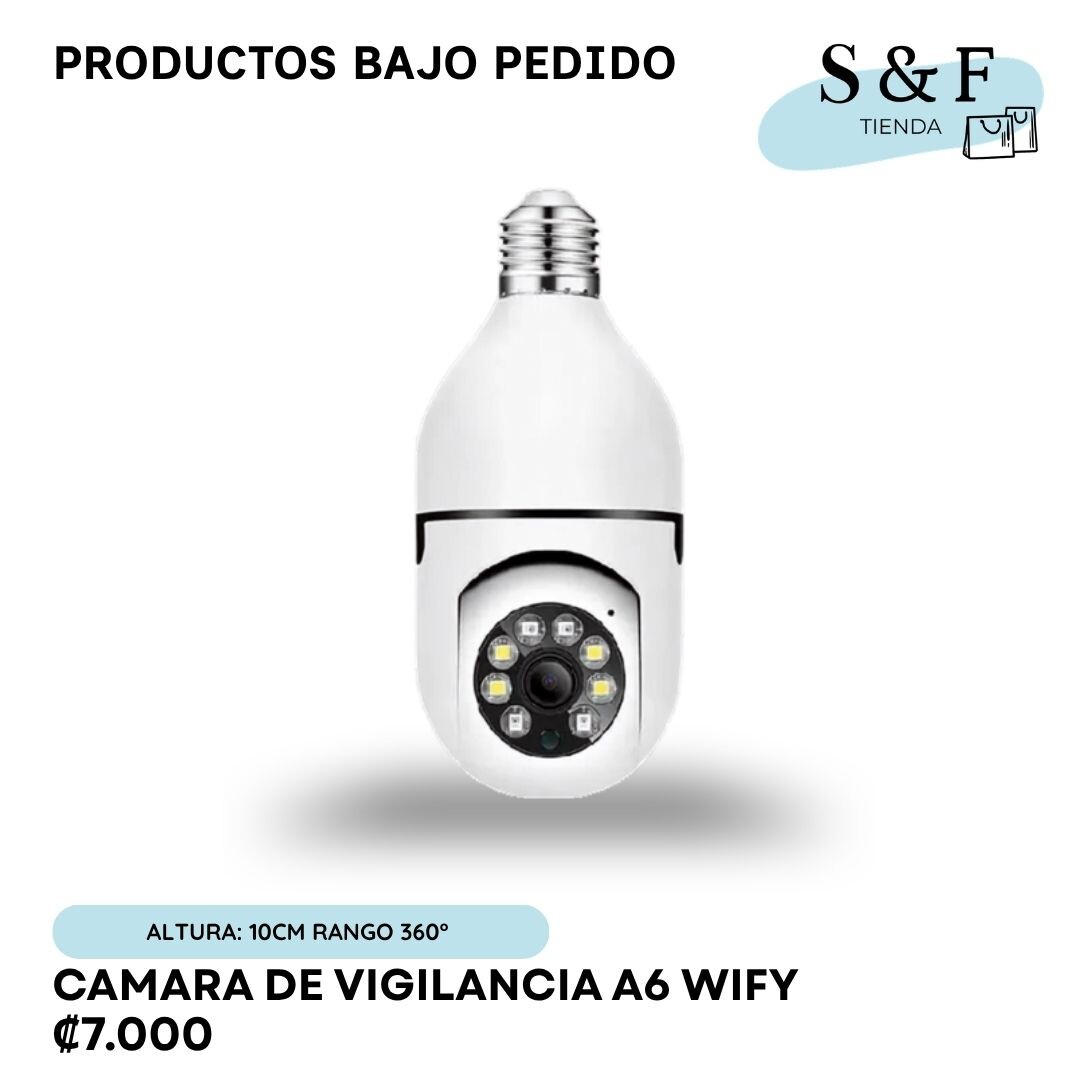 PRODUCTOS BAJO PEDIDO
S & F
TIENDA
ALTURA: 10CM RANGO 360°
CAMARA DE VIGILANCIA A6 WIFY
₡7.000